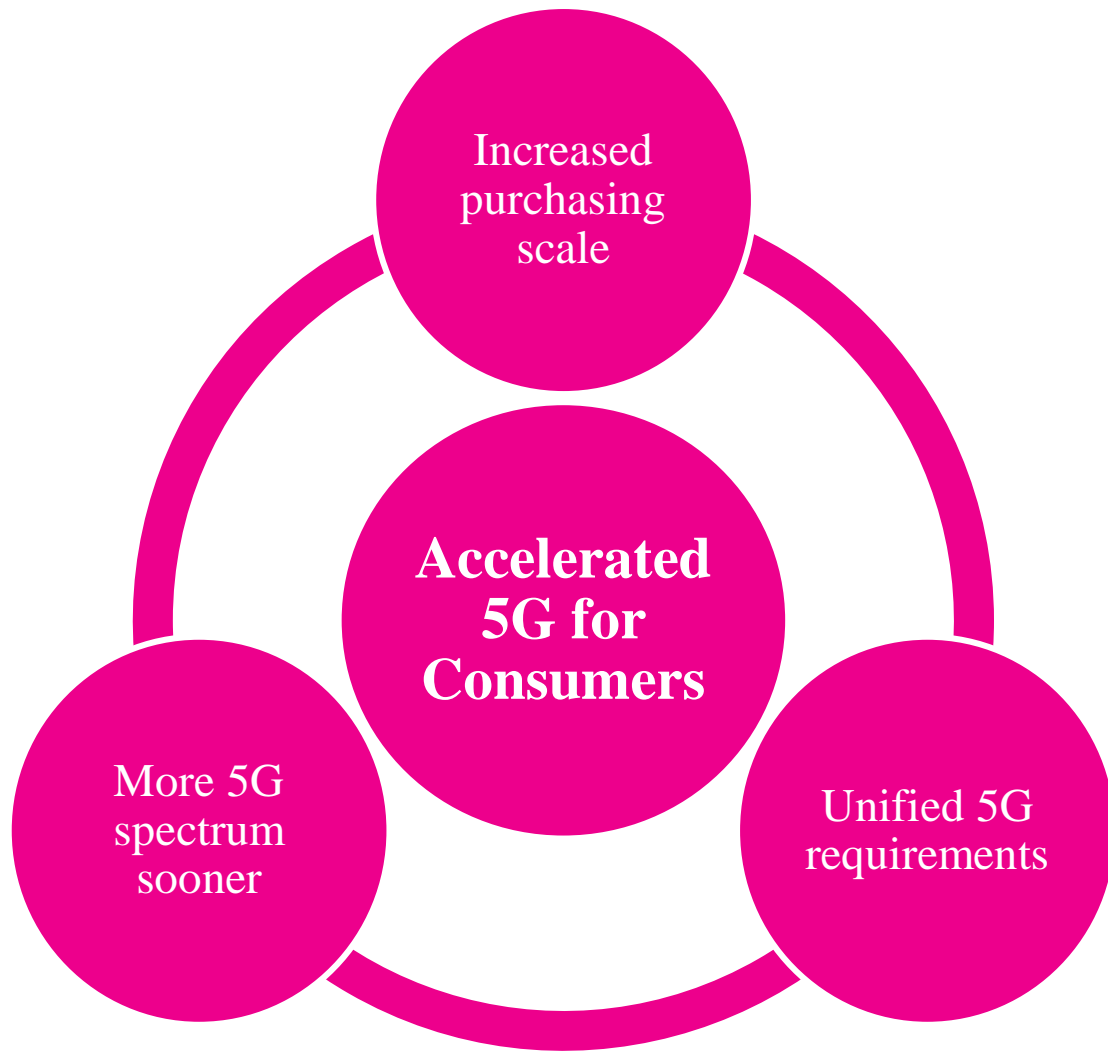 Increased
purchasing
scale
Accelerated
5G for
Consumers
More 5G
spectrum
sooner
Unified 5G
requirements